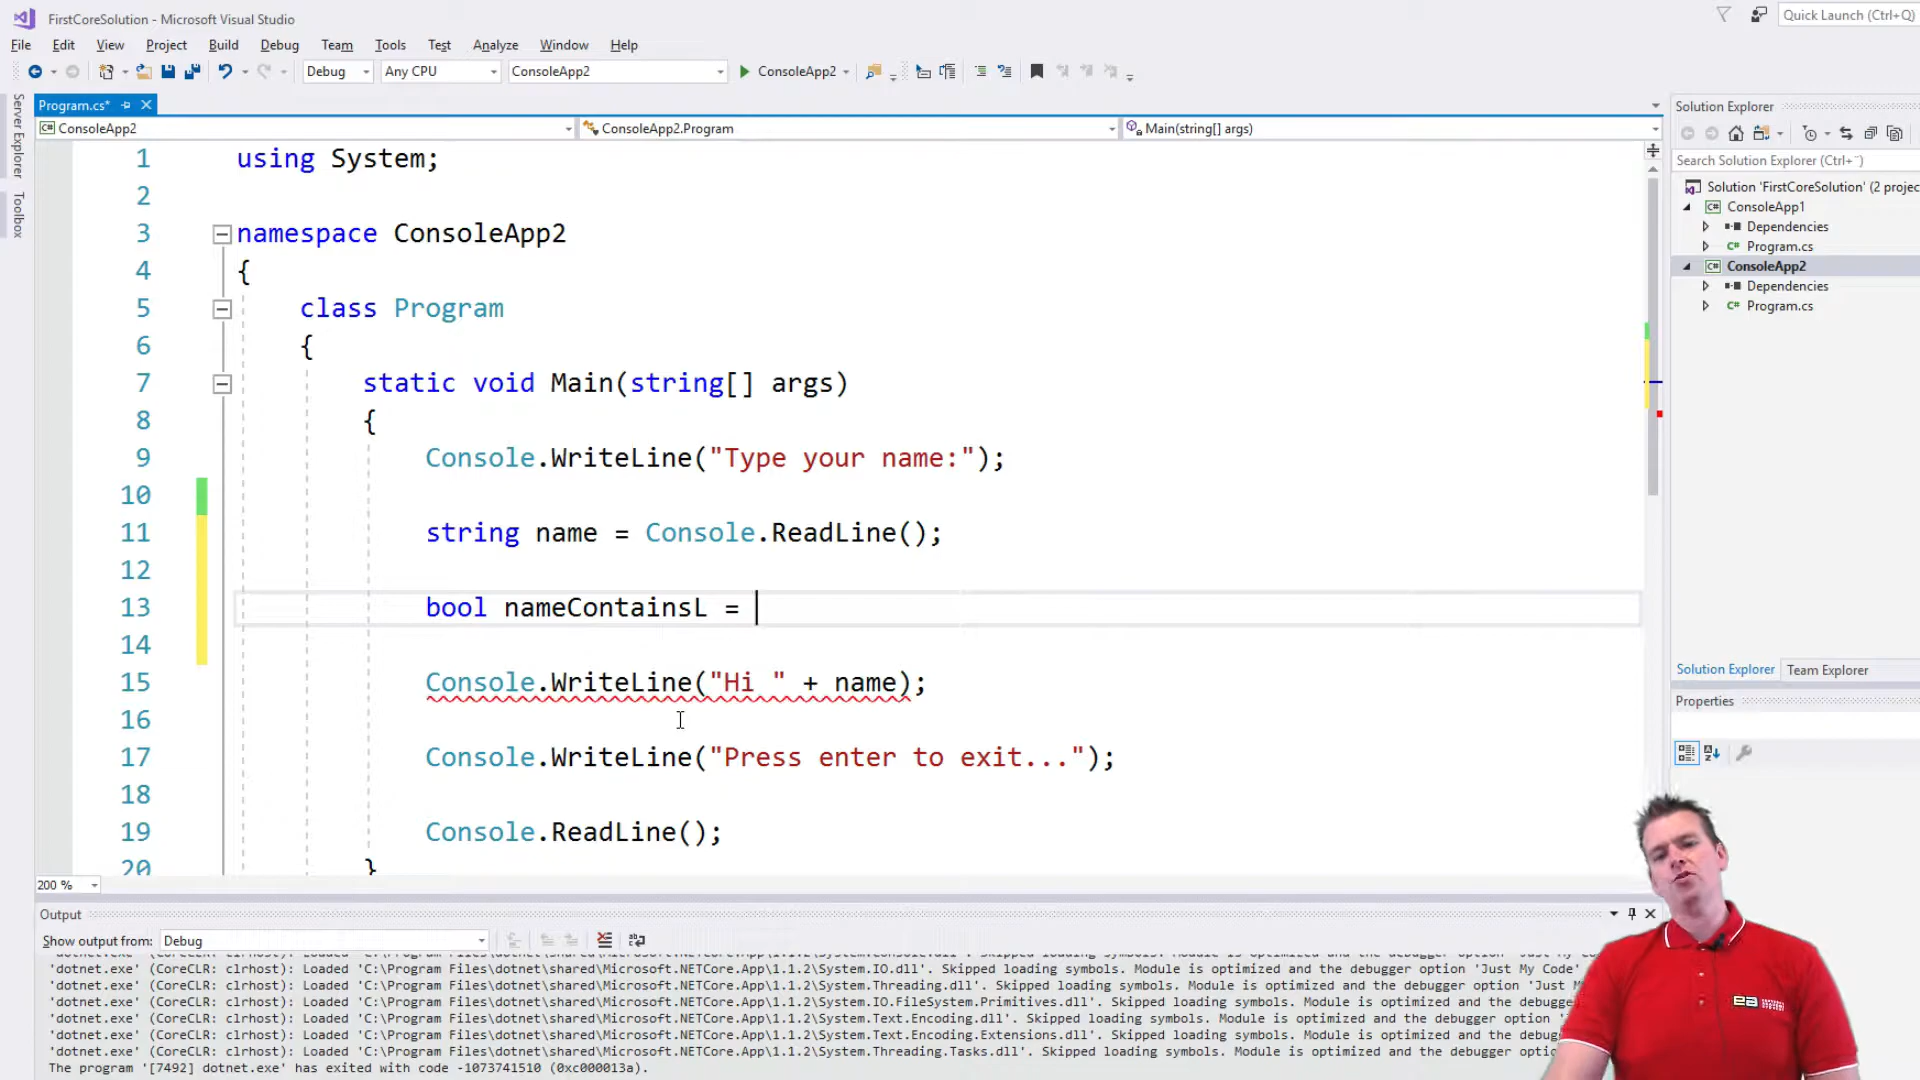 FirstCoreSolution - Microsoft Visual Studio
Quick Launch (Ctrl+Q)
File Edit View Project Build Debug Team Tools Test Analyze Window Help
Debug Any CPU ConsoleApp2 ConsoleApp2
Server Explorer
Toolbox
Program.cs*
ConsoleApp2 ConsoleApp2.Program Main(string[] args)
1 using System;
2
3 namespace ConsoleApp2
4 {
5 class Program
6 {
7 static void Main(string[] args)
8 {
9 Console.WriteLine("Type your name:");
10
11 string name = Console.ReadLine();
12
13 bool nameContainsL =
14
15 Console.WriteLine("Hi " + name);
16
17 Console.WriteLine("Press enter to exit...");
18
19 Console.ReadLine();
20 }
200 %
Solution Explorer
Search Solution Explorer (Ctrl+¨)
Solution 'FirstCoreSolution' (2 projec
ConsoleApp1
Dependencies
Program.cs
ConsoleApp2
Dependencies
Program.cs
Solution Explorer Team Explorer
Properties
Output
Show output from: Debug
'dotnet.exe' (CoreCLR: clrhost): Loaded 'C:\Program Files\dotnet\shared\Microsoft.NETCore.App\1.1.2\System.IO.dll'. Skipped loading symbols. Module is optimized and the debugger option 'Just My Code'
'dotnet.exe' (CoreCLR: clrhost): Loaded 'C:\Program Files\dotnet\shared\Microsoft.NETCore.App\1.1.2\System.Threading.dll'. Skipped loading symbols. Module is optimized and the debugger option 'Just M
'dotnet.exe' (CoreCLR: clrhost): Loaded 'C:\Program Files\dotnet\shared\Microsoft.NETCore.App\1.1.2\System.IO.FileSystem.Primitives.dll'. Skipped loading symbols. Module is optimized and the debugge
'dotnet.exe' (CoreCLR: clrhost): Loaded 'C:\Program Files\dotnet\shared\Microsoft.NETCore.App\1.1.2\System.Text.Encoding.dll'. Skipped loading symbols. Module is optimized and the debugger option
'dotnet.exe' (CoreCLR: clrhost): Loaded 'C:\Program Files\dotnet\shared\Microsoft.NETCore.App\1.1.2\System.Text.Encoding.Extensions.dll'. Skipped loading symbols. Module is optimized and the debugg
'dotnet.exe' (CoreCLR: clrhost): Loaded 'C:\Program Files\dotnet\shared\Microsoft.NETCore.App\1.1.2\System.Threading.Tasks.dll'. Skipped loading symbols. Module is optimized and the debugger optio
The program '[7492] dotnet.exe' has exited with code -1073741510 (0xc000013a).